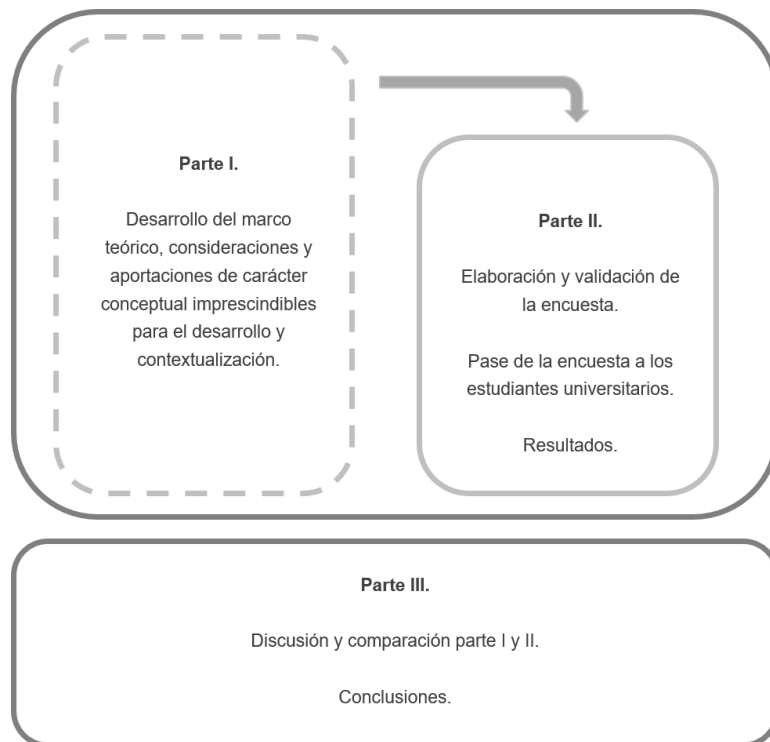 Parte I.
Desarrollo del marco
teórico, consideraciones y
aportaciones de carácter
conceptual imprescindibles
para el desarrollo y
contextualización.
Parte II.
Elaboración y validación de
la encuesta.
Pase de la encuesta a los
estudiantes universitarios.
Resultados.
Parte III.
Discusión y comparación parte I y II.
Conclusiones.